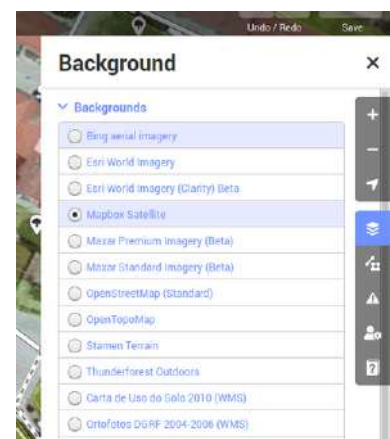 Undo / Redo Save
Background
Backgrounds
Bing aerial imagery
Esri World Imagery
Esri World Imagery (Clarity) Beta
Mapbox Satellite
Maxar Premium Imagery (Beta)
Maxar Standard Imagery (Beta)
OpenStreetMap (Standard)
OpenTopoMap
Stamen Terrain
Thunderforest Outdoors
Carta de Uso do Solo 2010 (WMS)
Ortofotos DGRF 2004-2006 (WMS)